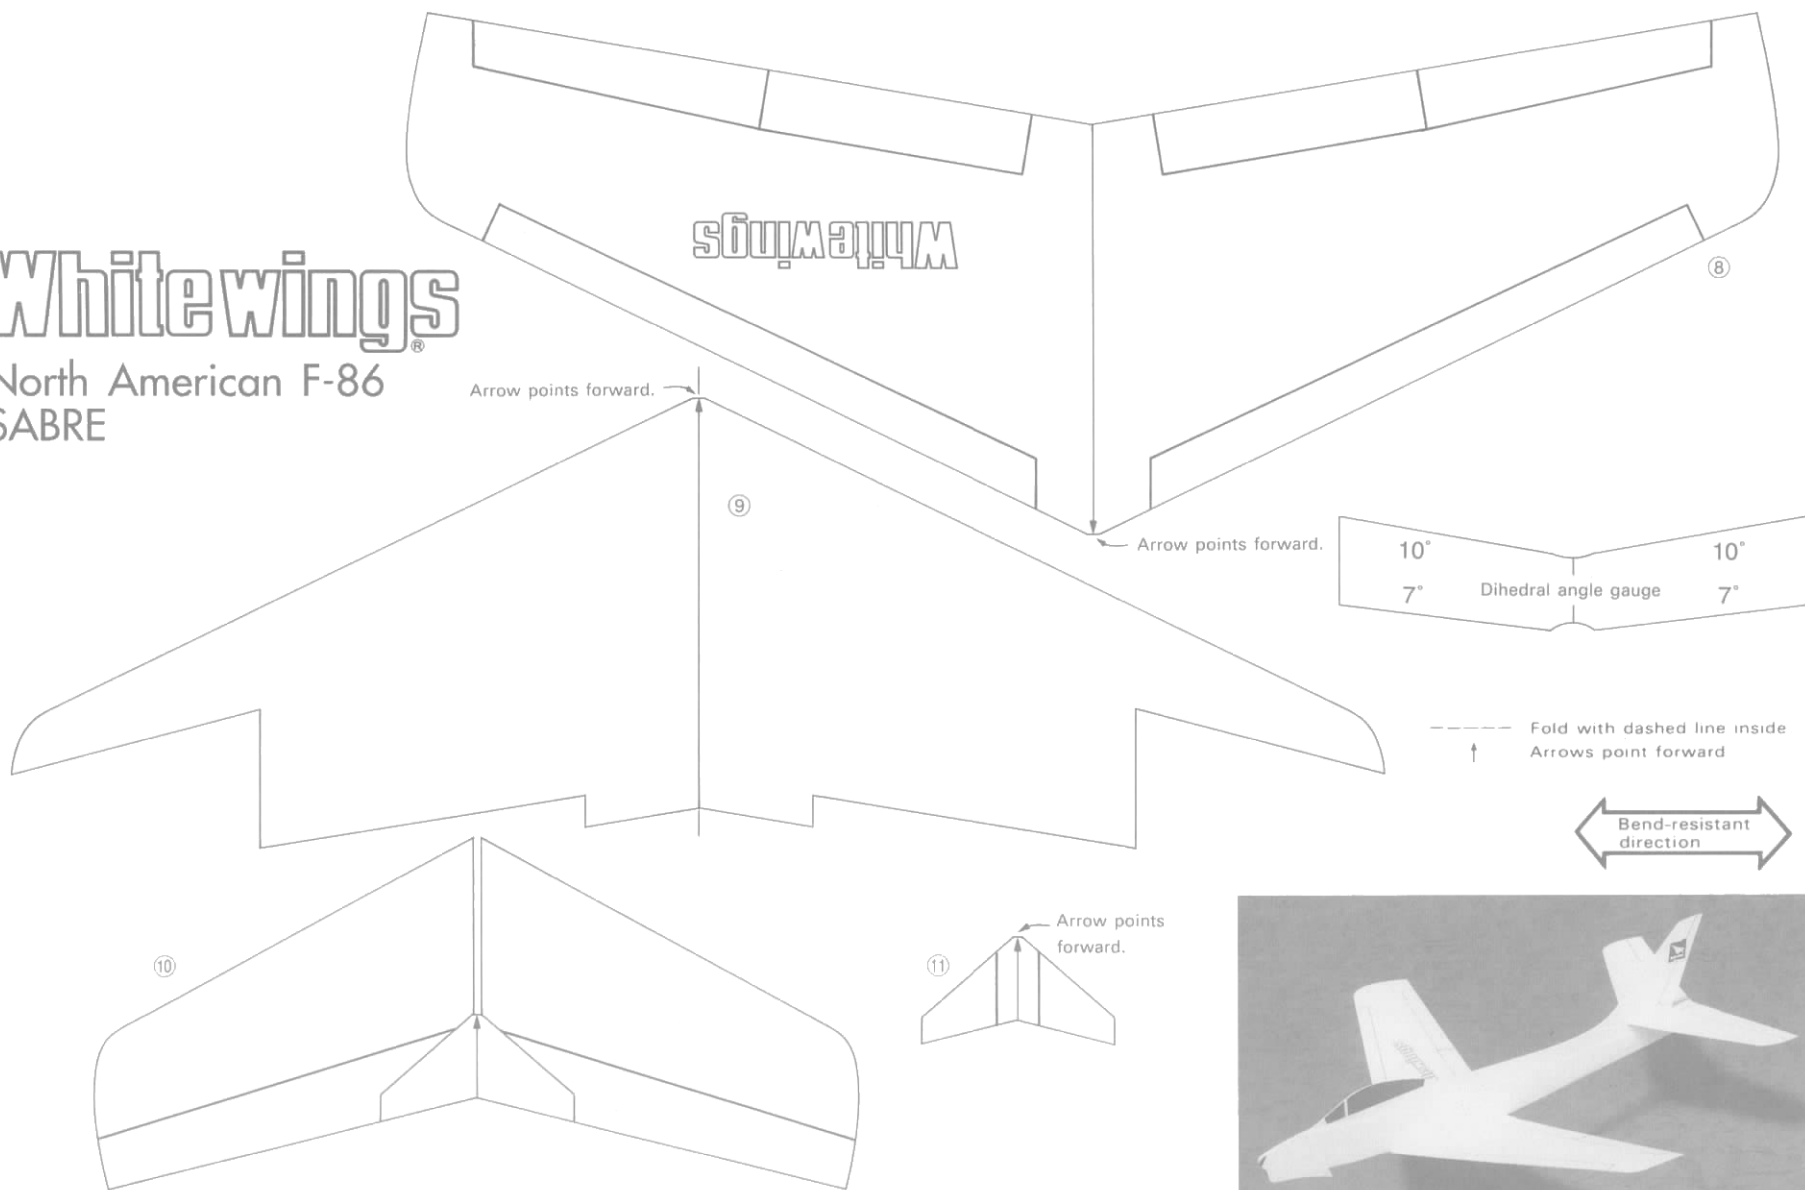 Whitewings
®
North American F-86
SABRE
Whitewings
⑧
Arrow points forward.
⑨
Arrow points forward.
10° 10°
7° Dihedral angle gauge 7°
Fold with dashed line inside
Arrows point forward
Bend-resistant
direction
⑩
⑪
Arrow points
forward.